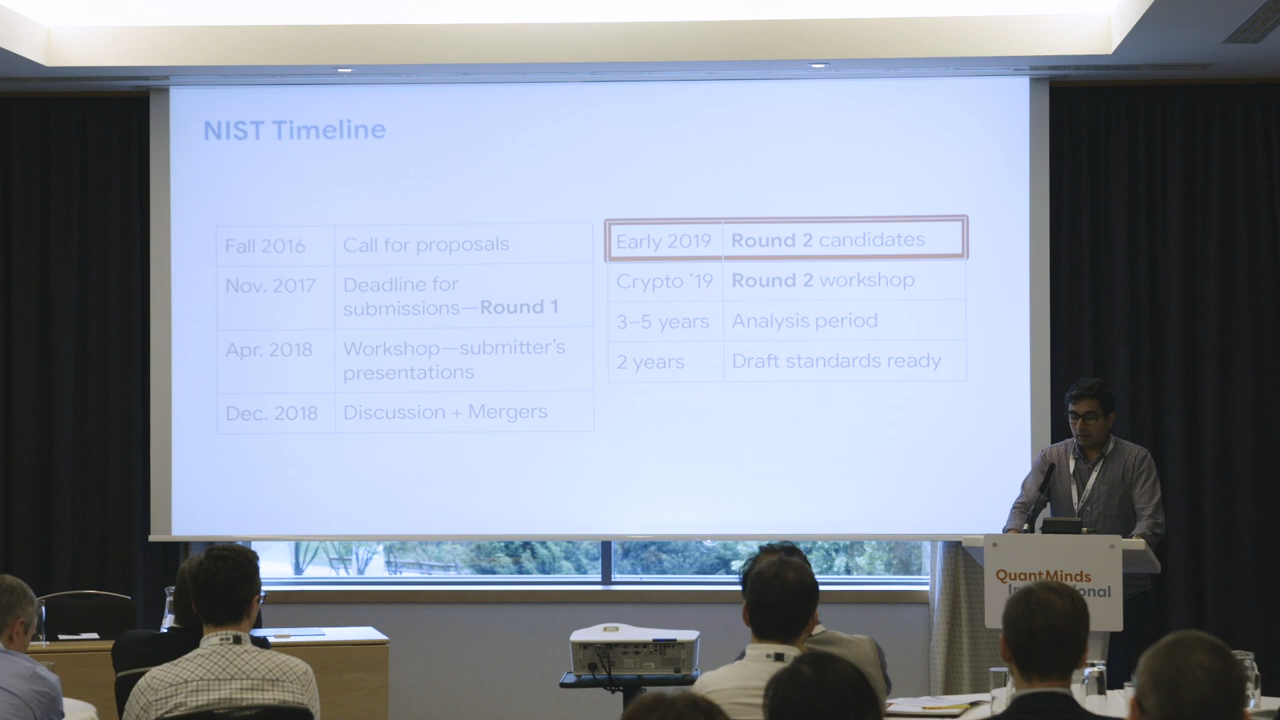 NIST Timeline
Fall 2016 Call for proposals
Nov. 2017 Deadline for
submissions—Round 1
Apr. 2018 Workshop—submitter's
presentations
Dec. 2018 Discussion + Mergers
Early 2019 Round 2 candidates
Crypto '19 Round 2 workshop
3–5 years Analysis period
2 years Draft standards ready
QuantMinds